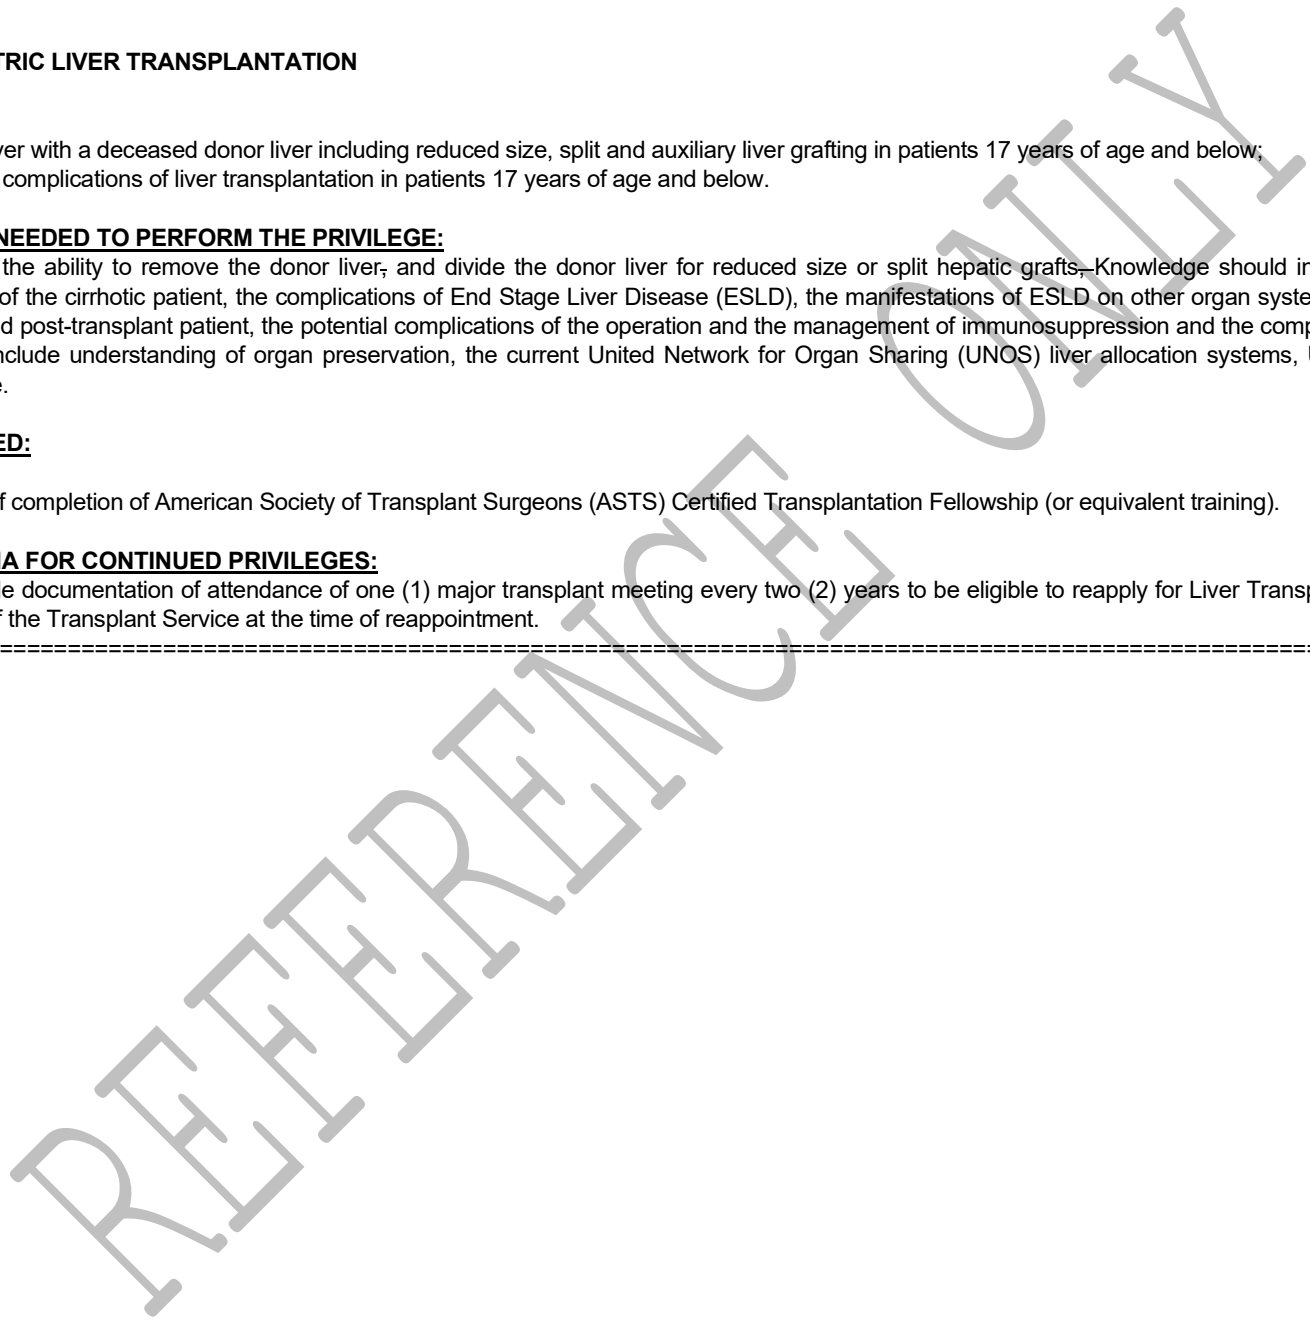 TRIC LIVER TRANSPLANTATION
ver with a deceased donor liver including reduced size, split and auxiliary liver grafting in patients 17 years of age and below;
complications of liver transplantation in patients 17 years of age and below.
NEEDED TO PERFORM THE PRIVILEGE:
the ability to remove the donor liver, and divide the donor liver for reduced size or split hepatic grafts, Knowledge should in
of the cirrhotic patient, the complications of End Stage Liver Disease (ESLD), the manifestations of ESLD on other organ syste
d post-transplant patient, the potential complications of the operation and the management of immunosuppression and the comp
nclude understanding of organ preservation, the current United Network for Organ Sharing (UNOS) liver allocation systems, U
e.
ED:
f completion of American Society of Transplant Surgeons (ASTS) Certified Transplantation Fellowship (or equivalent training).
IA FOR CONTINUED PRIVILEGES:
le documentation of attendance of one (1) major transplant meeting every two (2) years to be eligible to reapply for Liver Transp
f the Transplant Service at the time of reappointment.
REFERENCE ONLY